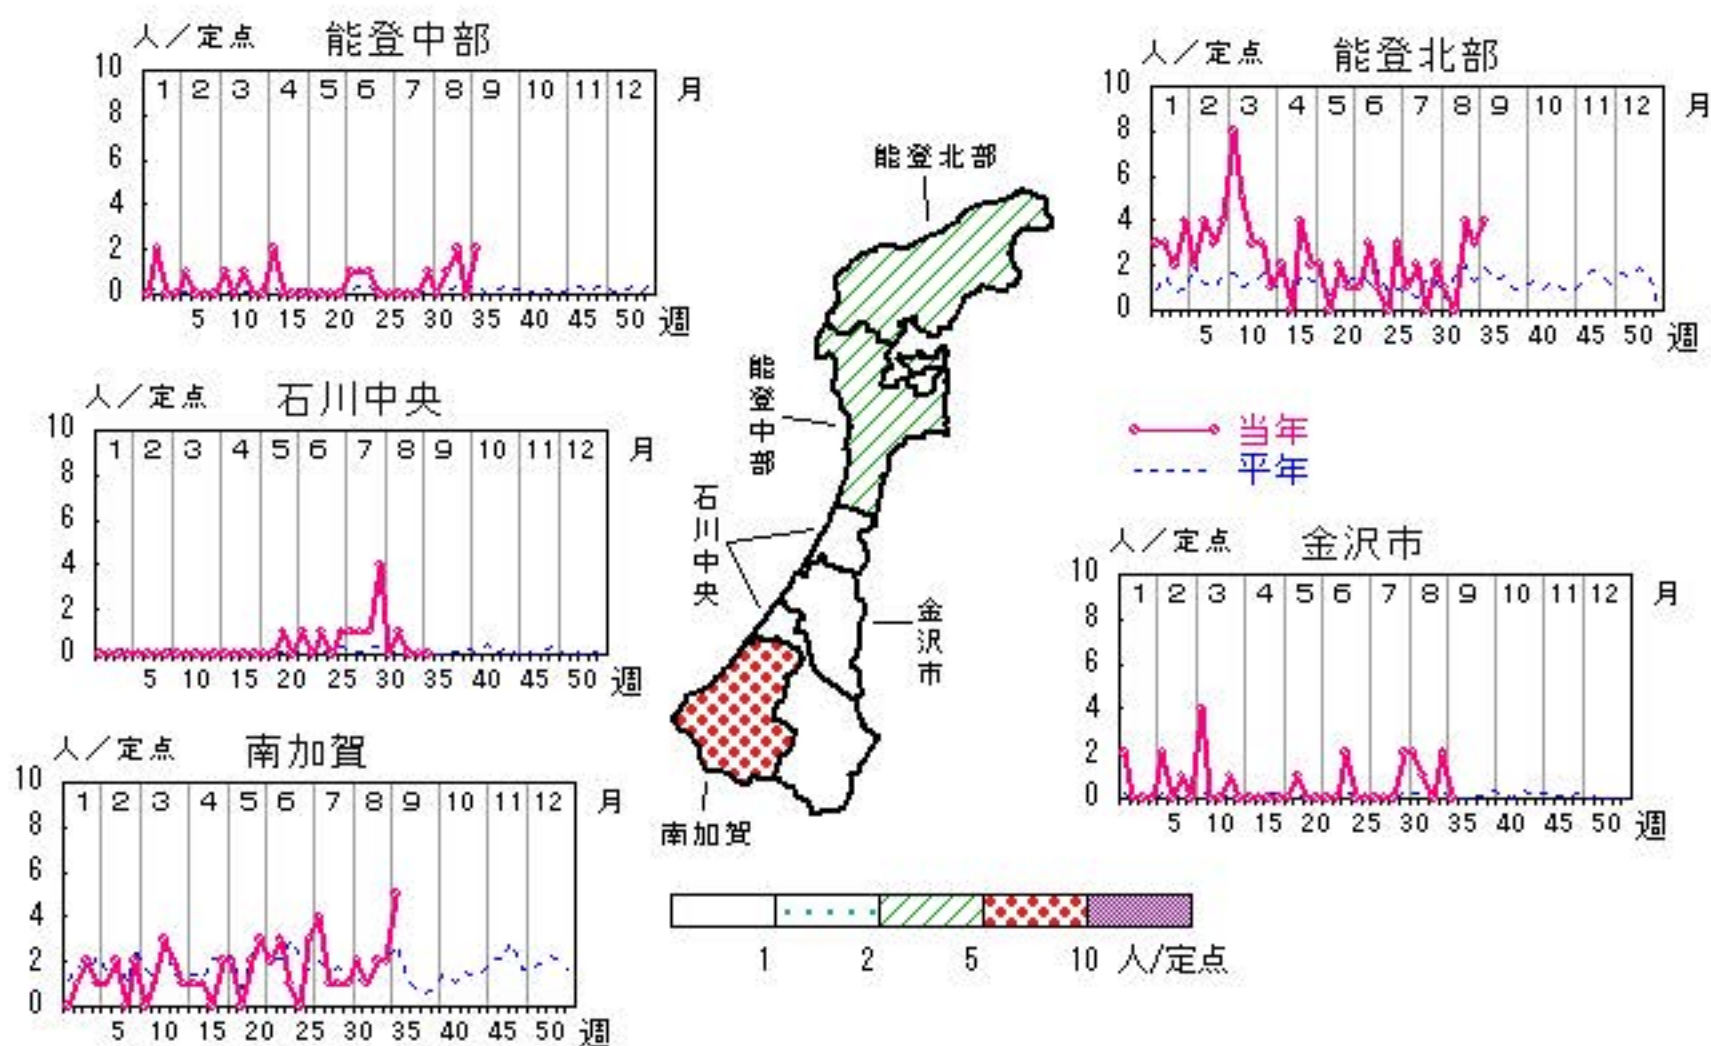 人／定点 能登中部
10 8 6 4 2 0
1 2 3 4 5 6 7 8 9 10 11 12 月
5 10 15 20 25 30 35 40 45 50 週
人／定点 能登北部
10 8 6 4 2 0
1 2 3 4 5 6 7 8 9 10 11 12 月
5 10 15 20 25 30 35 40 45 50 週
人／定点 石川中央
10 8 6 4 2 0
1 2 3 4 5 6 7 8 9 10 11 12 月
5 10 15 20 25 30 35 40 45 50 週
当年
平年
人／定点 金沢市
10 8 6 4 2 0
1 2 3 4 5 6 7 8 9 10 11 12 月
5 10 15 20 25 30 35 40 45 50 週
人／定点 南加賀
10 8 6 4 2 0
1 2 3 4 5 6 7 8 9 10 11 12 月
5 10 15 20 25 30 35 40 45 50 週
能登北部
能登中部
石川中央
金沢市
南加賀
1 2 5 10 人/定点